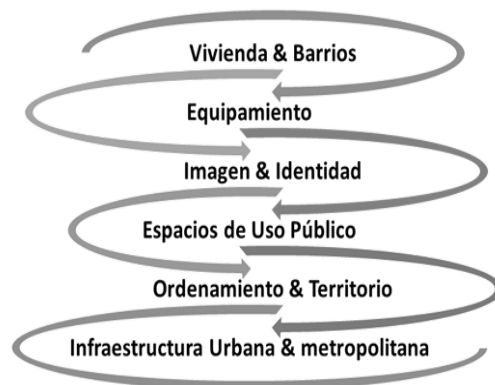 Vivienda & Barrios
Equipamiento
Imagen & Identidad
Espacios de Uso Público
Ordenamiento & Territorio
Infraestructura Urbana & metropolitana